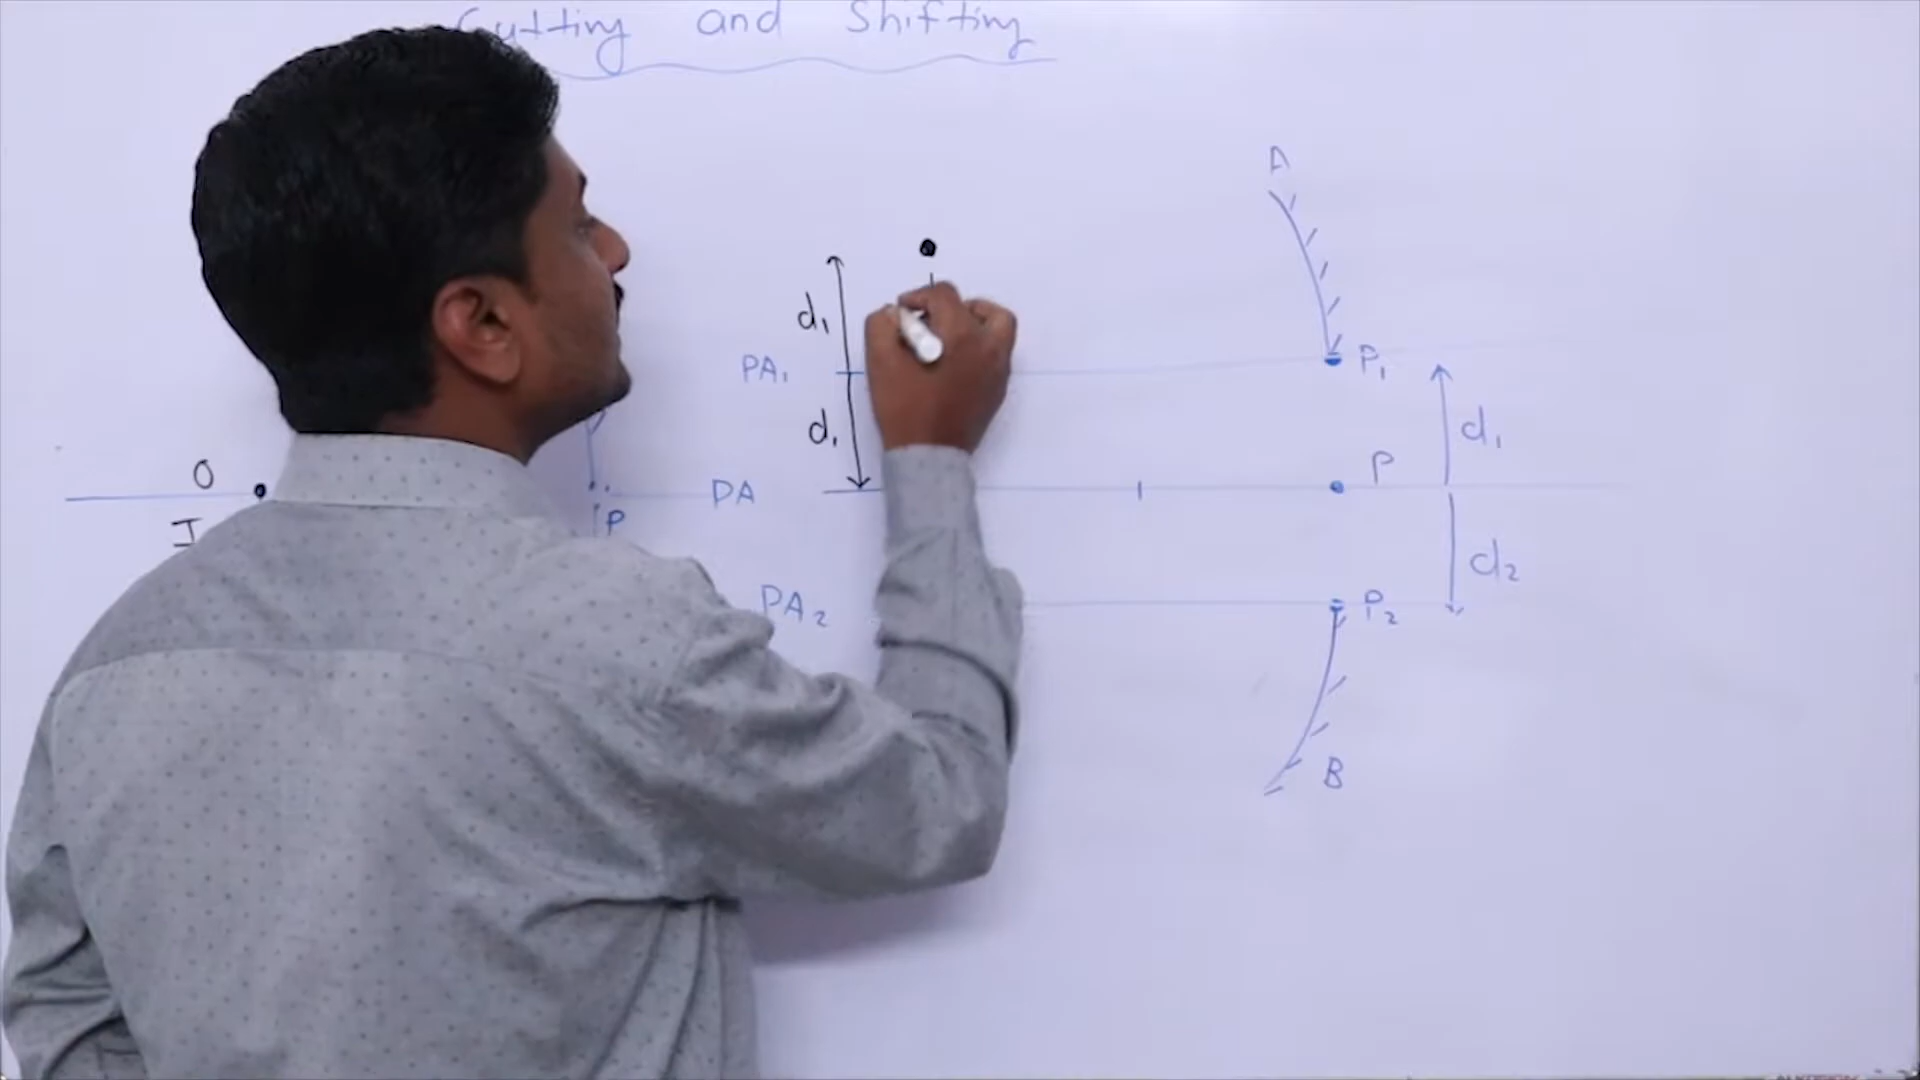 Cutting and Shifting
A
d₁
PA₁
P₁
d₁
d₁
O
P
PA
I
P
d₂
PA₂
P₂
B